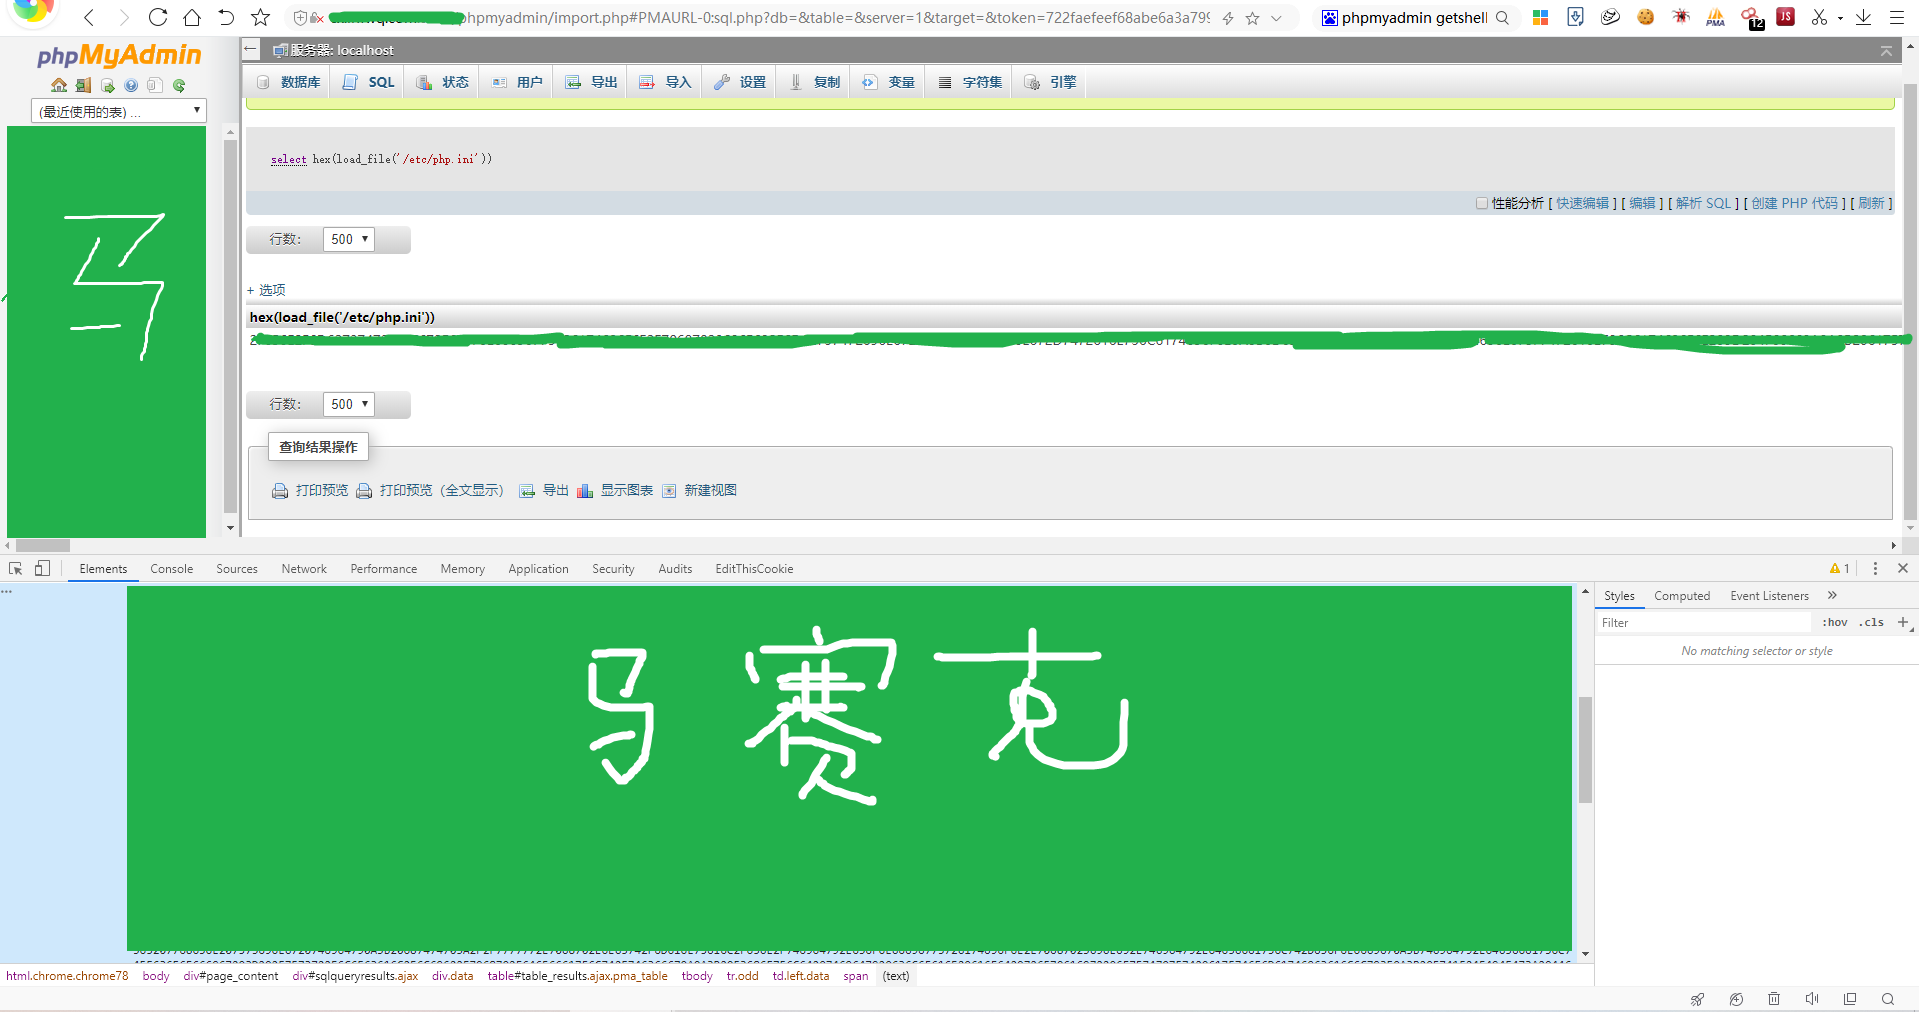 phpmyadmin/import.php#PMAURL-0:sql.php?db=&table=&server=1&target=&token=722faefeef68abe6a3a799
phpmyadmin getshell
12
phpMyAdmin
(最近使用的表) ...
服务器: localhost
数据库 SQL 状态 用户 导出 导入 设置 复制 变量 字符集 引擎
select hex(load_file('/etc/php.ini'))
性能分析 [ 快速编辑 ] [ 编辑 ] [ 解析 SQL ] [ 创建 PHP 代码 ] [ 刷新 ]
行数: 500
+ 选项
hex(load_file('/etc/php.ini'))
行数: 500
查询结果操作
打印预览 打印预览 (全文显示) 导出 显示图表 新建视图
马
Elements Console Sources Network Performance Memory Application Security Audits EditThisCookie
1
马赛克
Styles Computed Event Listeners »
Filter :hov .cls +
No matching selector or style
html.chrome.chrome78 body div#page_content div#sqlqueryresults.ajax div.data table#table_results.ajax.pma_table tbody tr.odd td.left.data span (text)